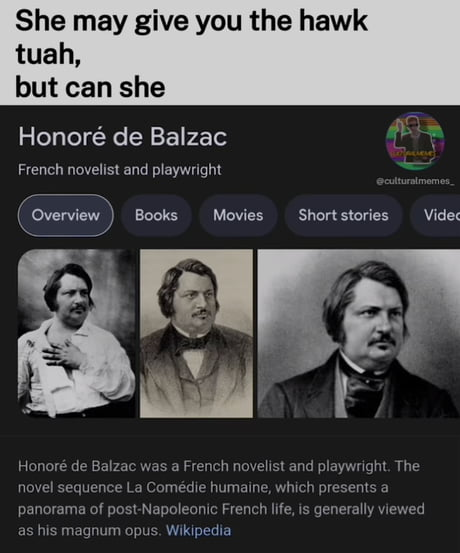 She may give you the hawk
tuah,
but can she
Honoré de Balzac
French novelist and playwright
@culturalmemes_
Overview
Books
Movies
Short stories
Videc
Honoré de Balzac was a French novelist and playwright. The
novel sequence La Comédie humaine, which presents a
panorama of post-Napoleonic French life, is generally viewed
as his magnum opus. Wikipedia